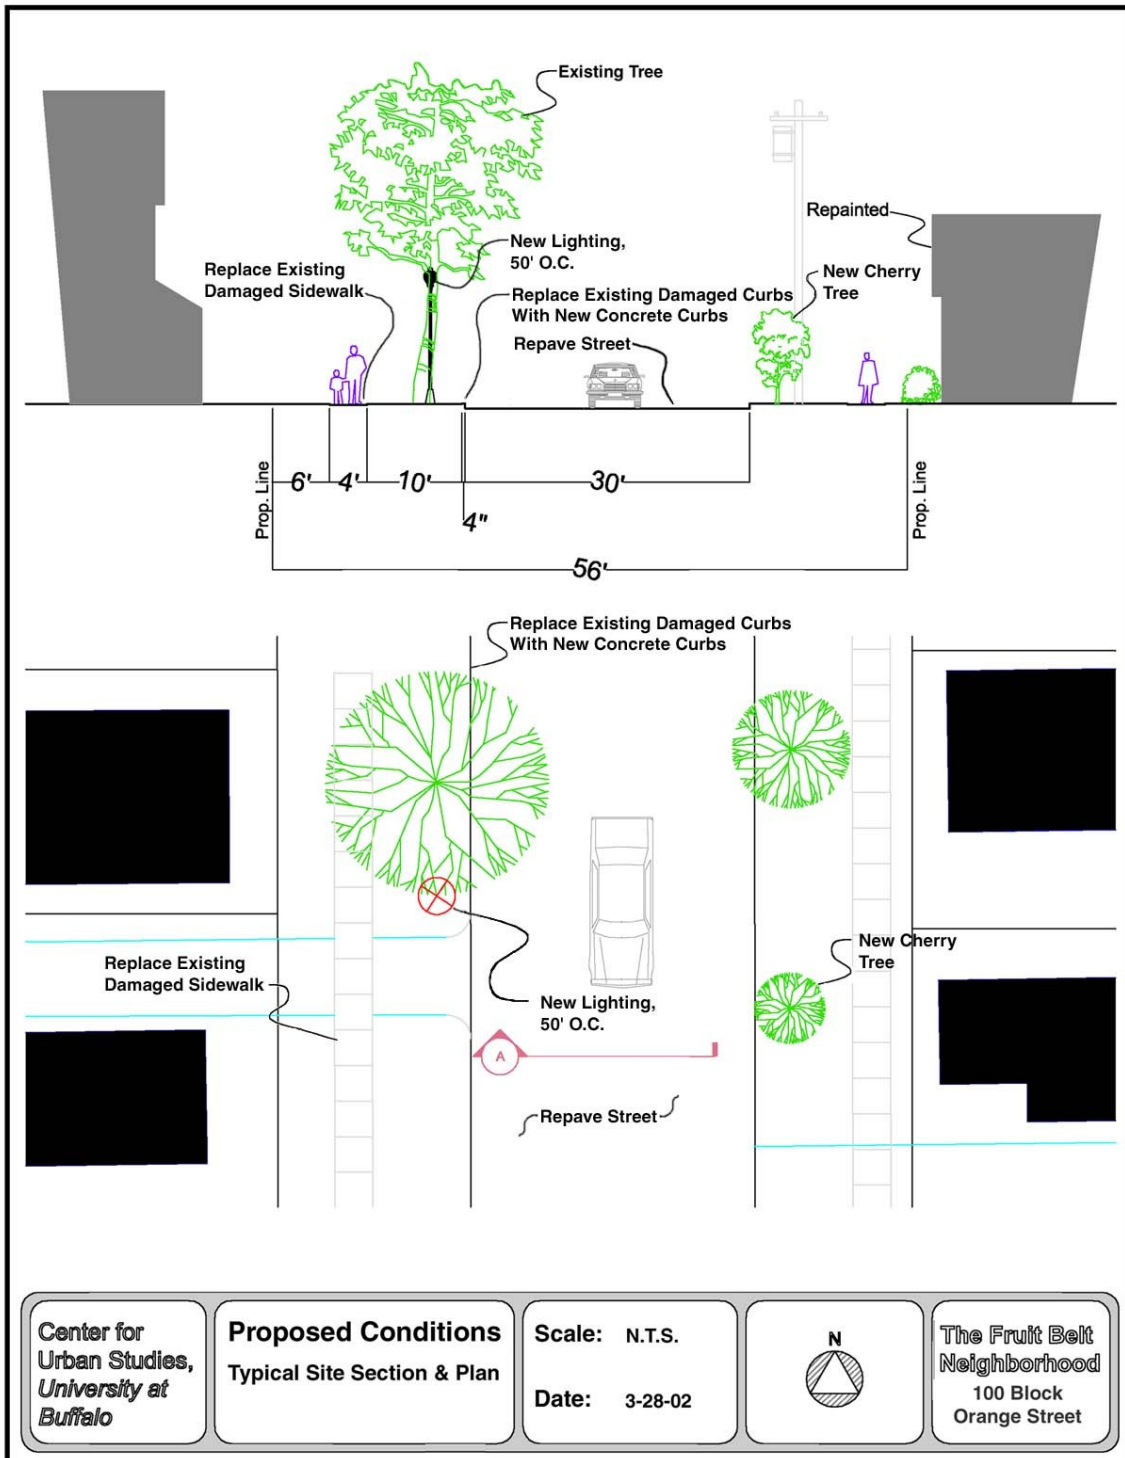 Existing Tree
Repainted
New Lighting,
50' O.C.
Replace Existing
Damaged Sidewalk
New Cherry
Tree
Replace Existing Damaged Curbs
With New Concrete Curbs
Repave Street
Prop. Line
6'
4'
10'
30'
Prop. Line
4"
56'
Replace Existing Damaged Curbs
With New Concrete Curbs
New Cherry
Tree
Replace Existing
Damaged Sidewalk
New Lighting,
50' O.C.
A
Repave Street
Center for
Urban Studies,
University at
Buffalo
Proposed Conditions
Typical Site Section & Plan
Scale: N.T.S.
Date: 3-28-02
N
The Fruit Belt
Neighborhood
100 Block
Orange Street